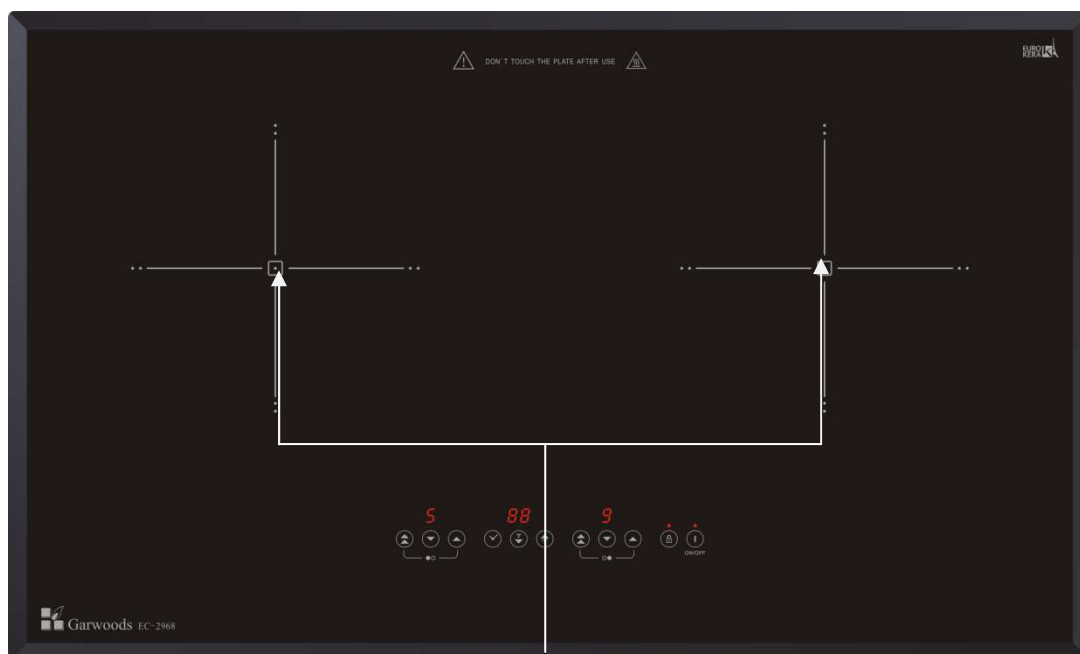 DON'T TOUCH THE PLATE AFTER USE
EURO
KERA
5 88 9
ON/OFF
Garwoods EC-2968